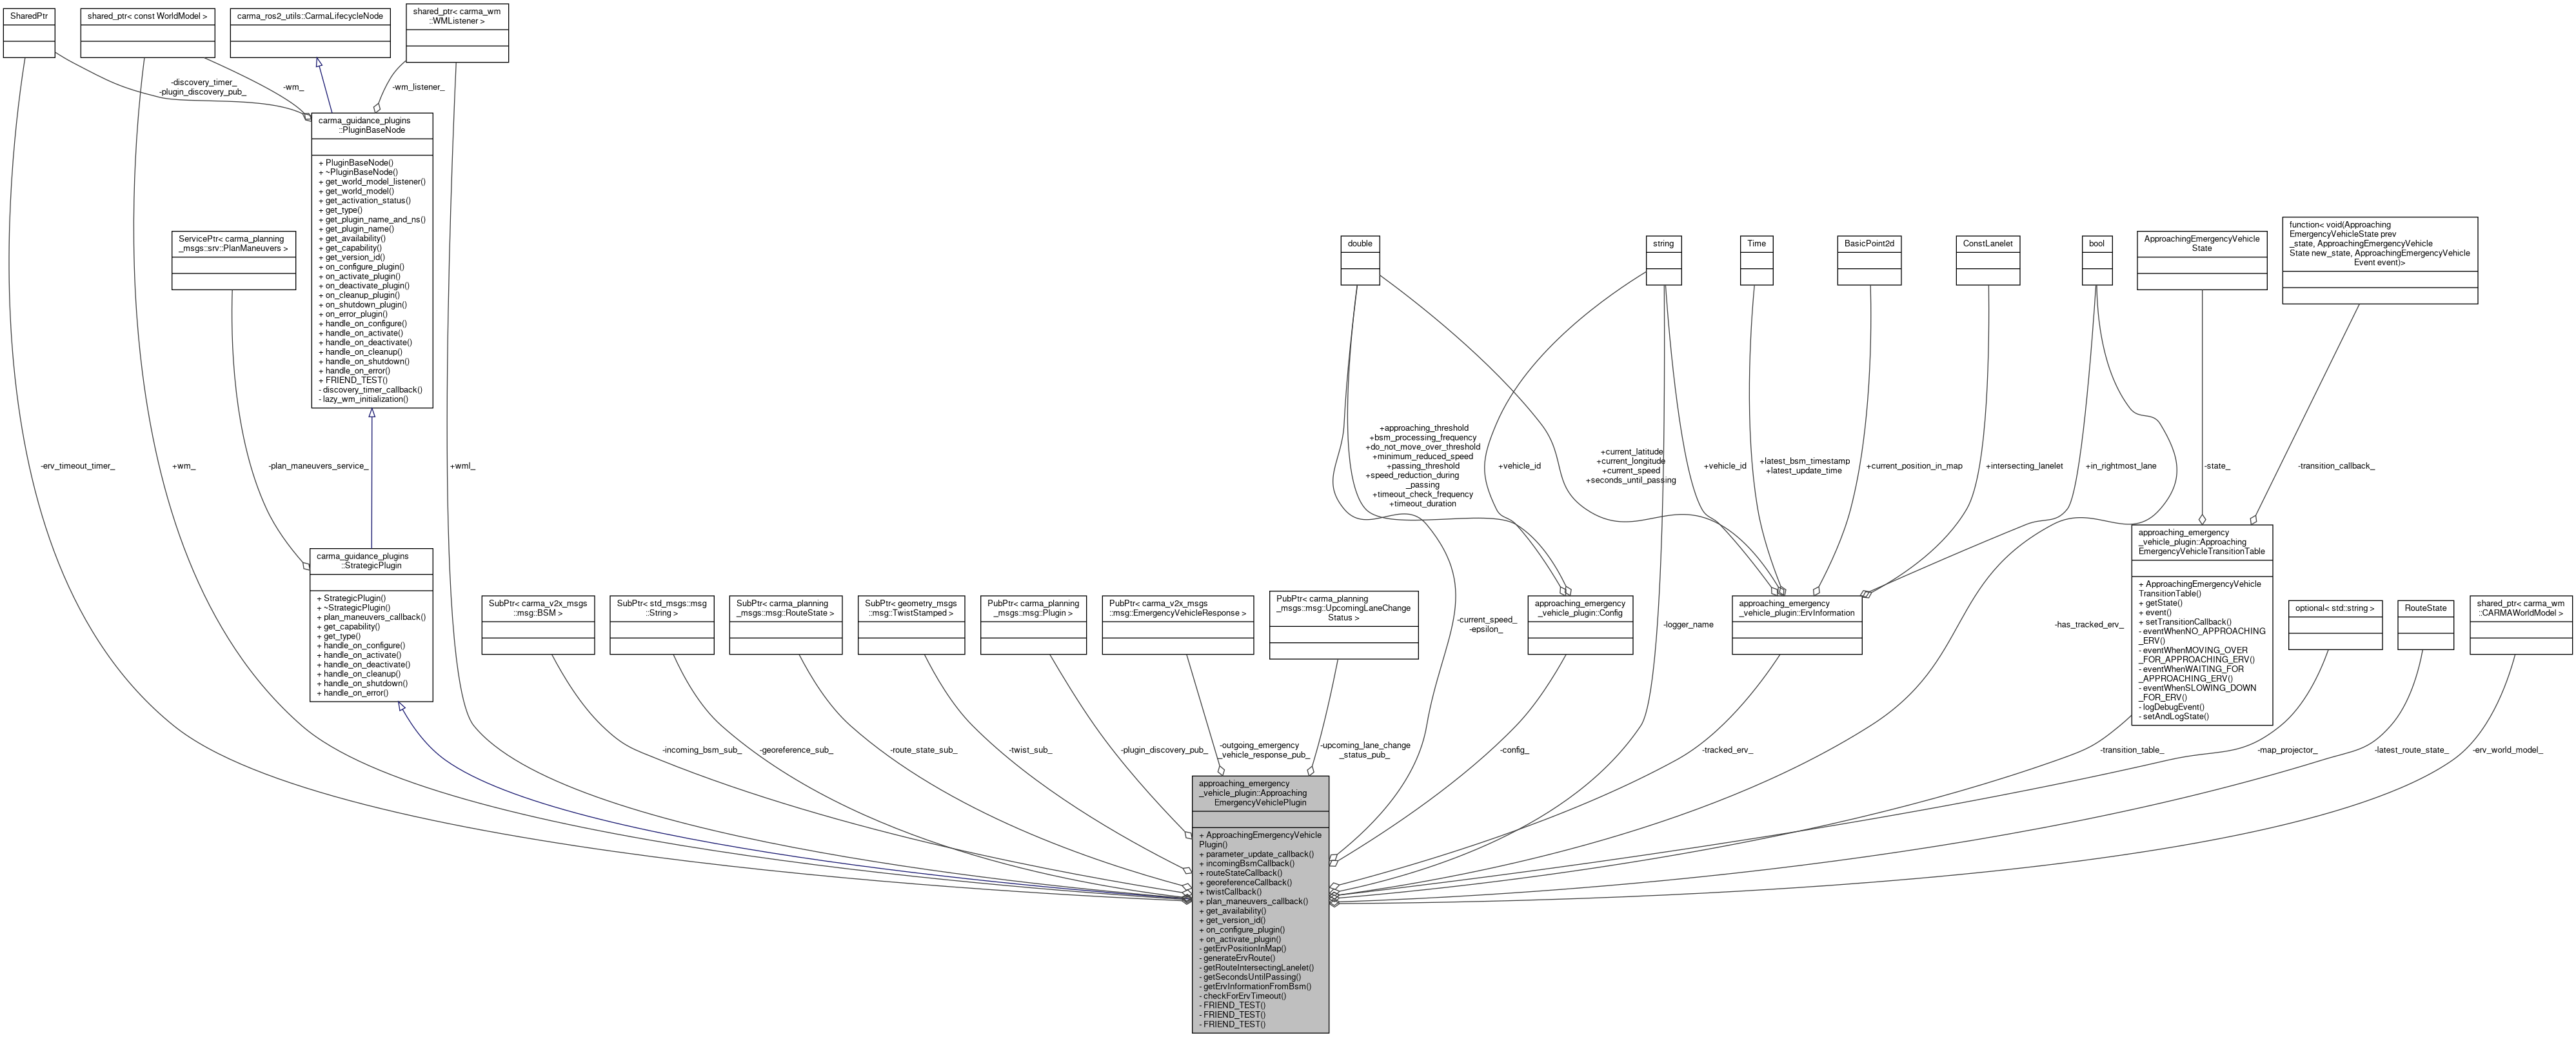 SharedPtr
shared_ptr< const WorldModel >
carma_ros2_utils::CarmaLifecycleNode
shared_ptr< carma_wm
::WMListener >
-discovery_timer_
-plugin_discovery_pub_
-wm_
-wm_listener_
carma_guidance_plugins
::PluginBaseNode
+ PluginBaseNode()
+ ~PluginBaseNode()
+ get_world_model_listener()
+ get_world_model()
+ get_activation_status()
+ get_type()
+ get_plugin_name_and_ns()
+ get_plugin_name()
+ get_availability()
+ get_capability()
+ get_version_id()
+ on_configure_plugin()
+ on_activate_plugin()
+ on_deactivate_plugin()
+ on_cleanup_plugin()
+ on_shutdown_plugin()
+ on_error_plugin()
+ handle_on_configure()
+ handle_on_activate()
+ handle_on_deactivate()
+ handle_on_cleanup()
+ handle_on_shutdown()
+ handle_on_error()
+ FRIEND_TEST()
- discovery_timer_callback()
- lazy_wm_initialization()
ServicePtr< carma_planning
_msgs::srv::PlanManeuvers >
double
string
Time
BasicPoint2d
ConstLanelet
bool
ApproachingEmergencyVehicle
State
function< void(Approaching
EmergencyVehicleState prev
_state, ApproachingEmergencyVehicle
State new_state, ApproachingEmergencyVehicle
Event event)>
-erv_timeout_timer_
+wm_
-plan_maneuvers_service_
+wml_
+approaching_threshold
+bsm_processing_frequency
+do_not_move_over_threshold
+minimum_reduced_speed
+passing_threshold
+speed_reduction_during
_passing
+timeout_check_frequency
+timeout_duration
+vehicle_id
+current_latitude
+current_longitude
+current_speed
+seconds_until_passing
+vehicle_id
+latest_bsm_timestamp
+latest_update_time
+current_position_in_map
+intersecting_lanelet
+in_rightmost_lane
-state_
-transition_callback_
carma_guidance_plugins
::StrategicPlugin
+ StrategicPlugin()
+ ~StrategicPlugin()
+ plan_maneuvers_callback()
+ get_capability()
+ get_type()
+ handle_on_configure()
+ handle_on_activate()
+ handle_on_deactivate()
+ handle_on_cleanup()
+ handle_on_shutdown()
+ handle_on_error()
SubPtr< carma_v2x_msgs
::msg::BSM >
SubPtr< std_msgs::msg
::String >
SubPtr< carma_planning
_msgs::msg::RouteState >
SubPtr< geometry_msgs
::msg::TwistStamped >
PubPtr< carma_planning
_msgs::msg::Plugin >
PubPtr< carma_v2x_msgs
::msg::EmergencyVehicleResponse >
PubPtr< carma_planning
_msgs::msg::UpcomingLaneChange
Status >
-current_speed_
-epsilon_
approaching_emergency
_vehicle_plugin::Config
-logger_name
approaching_emergency
_vehicle_plugin::ErvInformation
-has_tracked_erv_
approaching_emergency
_vehicle_plugin::Approaching
EmergencyVehicleTransitionTable
+ ApproachingEmergencyVehicle
TransitionTable()
+ getState()
+ event()
+ setTransitionCallback()
- eventWhenNO_APPROACHING
_ERV()
- eventWhenMOVING_OVER
_FOR_APPROACHING_ERV()
- eventWhenWAITING_FOR
_APPROACHING_ERV()
- eventWhenSLOWING_DOWN
_FOR_ERV()
- logDebugEvent()
- setAndLogState()
optional< std::string >
RouteState
shared_ptr< carma_wm
::CARMAWorldModel >
-incoming_bsm_sub_
-georeference_sub_
-route_state_sub_
-twist_sub_
-plugin_discovery_pub_
-outgoing_emergency
_vehicle_response_pub_
-upcoming_lane_change
_status_pub_
-config_
-tracked_erv_
-transition_table_
-map_projector_
-latest_route_state_
-erv_world_model_
approaching_emergency
_vehicle_plugin::Approaching
EmergencyVehiclePlugin
+ ApproachingEmergencyVehicle
Plugin()
+ parameter_update_callback()
+ incomingBsmCallback()
+ routeStateCallback()
+ georeferenceCallback()
+ twistCallback()
+ plan_maneuvers_callback()
+ get_availability()
+ get_version_id()
+ on_configure_plugin()
+ on_activate_plugin()
- getErvPositionInMap()
- generateErvRoute()
- getRouteIntersectingLanelet()
- getSecondsUntilPassing()
- getErvInformationFromBsm()
- checkForErvTimeout()
- FRIEND_TEST()
- FRIEND_TEST()
- FRIEND_TEST()